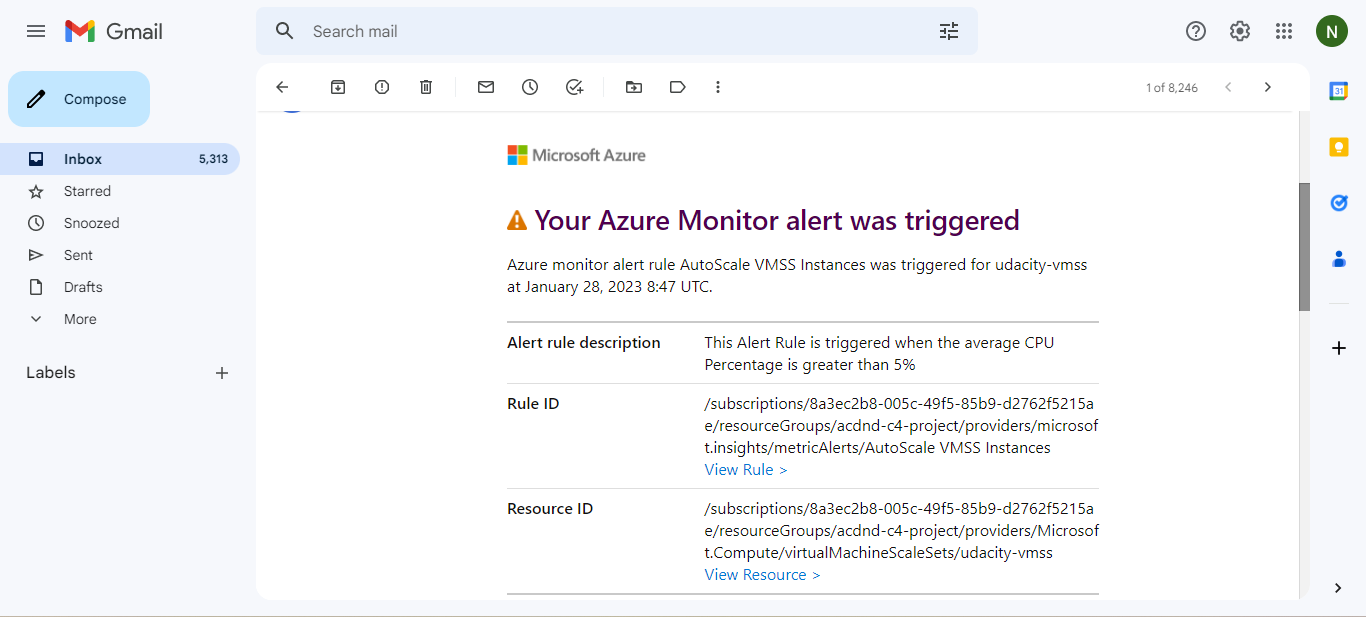 Gmail
Search mail
N
Compose
1 of 8,246
31
Inbox 5,313
Starred
Snoozed
Sent
Drafts
More
Labels
Microsoft Azure
Your Azure Monitor alert was triggered
Azure monitor alert rule AutoScale VMSS Instances was triggered for udacity-vmss
at January 28, 2023 8:47 UTC.
Alert rule description This Alert Rule is triggered when the average CPU
Percentage is greater than 5%
Rule ID /subscriptions/8a3ec2b8-005c-49f5-85b9-d2762f5215a
e/resourceGroups/acdnd-c4-project/providers/microsof
t.insights/metricAlerts/AutoScale VMSS Instances
View Rule >
Resource ID /subscriptions/8a3ec2b8-005c-49f5-85b9-d2762f5215a
e/resourceGroups/acdnd-c4-project/providers/Microsof
t.Compute/virtualMachineScaleSets/udacity-vmss
View Resource >